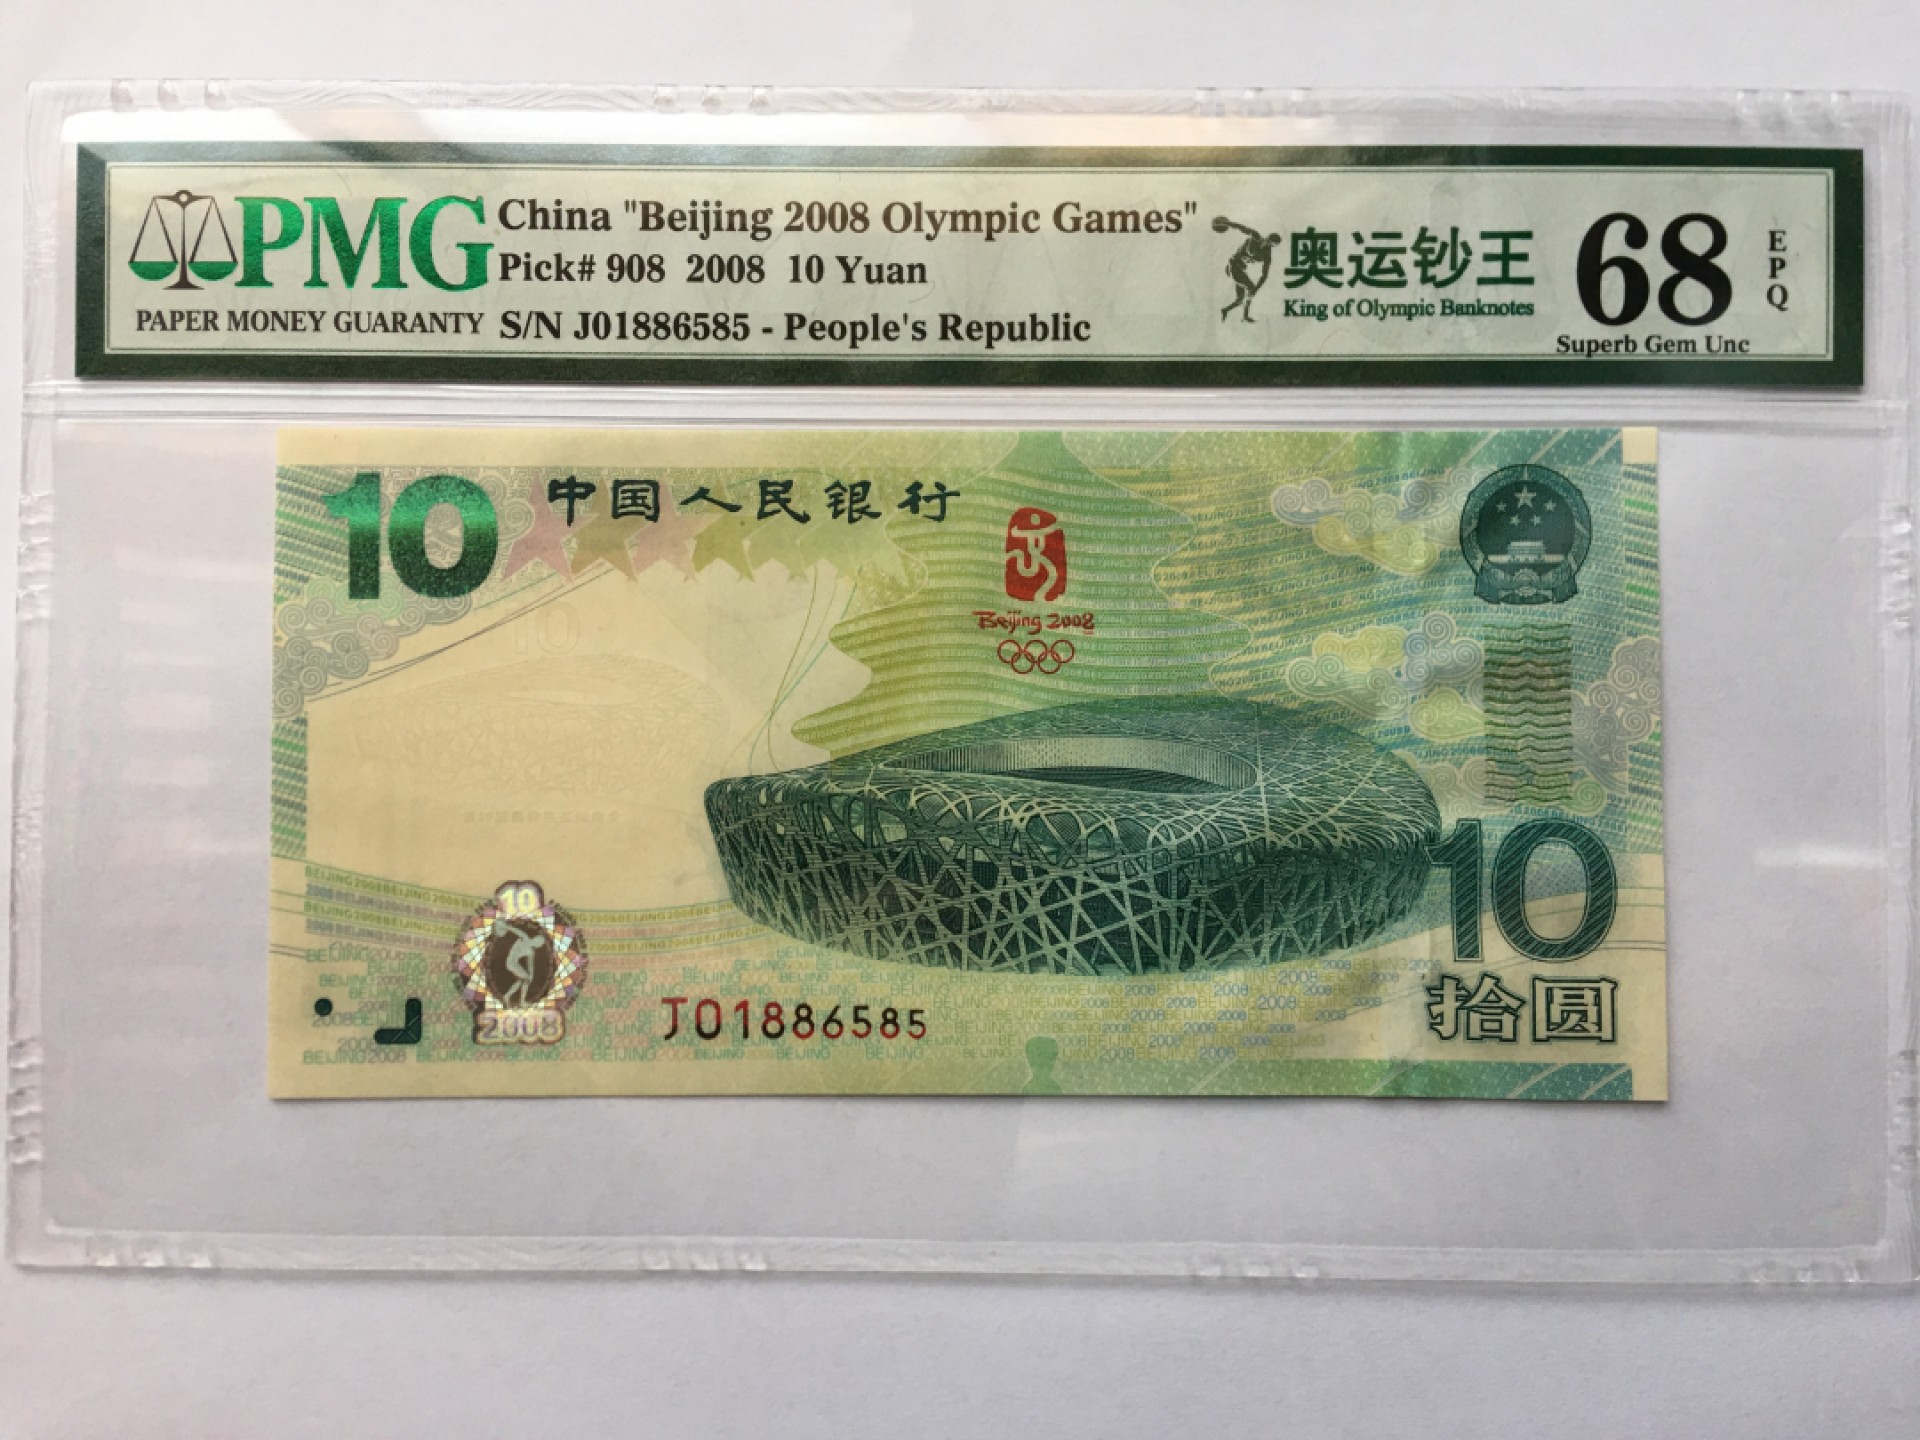 PMG
PAPER MONEY GUARANTY
China "Beijing 2008 Olympic Games"
Pick# 908 2008 10 Yuan
S/N J01886585 - People's Republic
奥运钞王
King of Olympic Banknotes
68
EPQ
Superb Gem Unc
10
中国人民银行
Beijing 2008
10
10
2008
J01886585
10
拾圆
BEIJING2008BEIJING2008